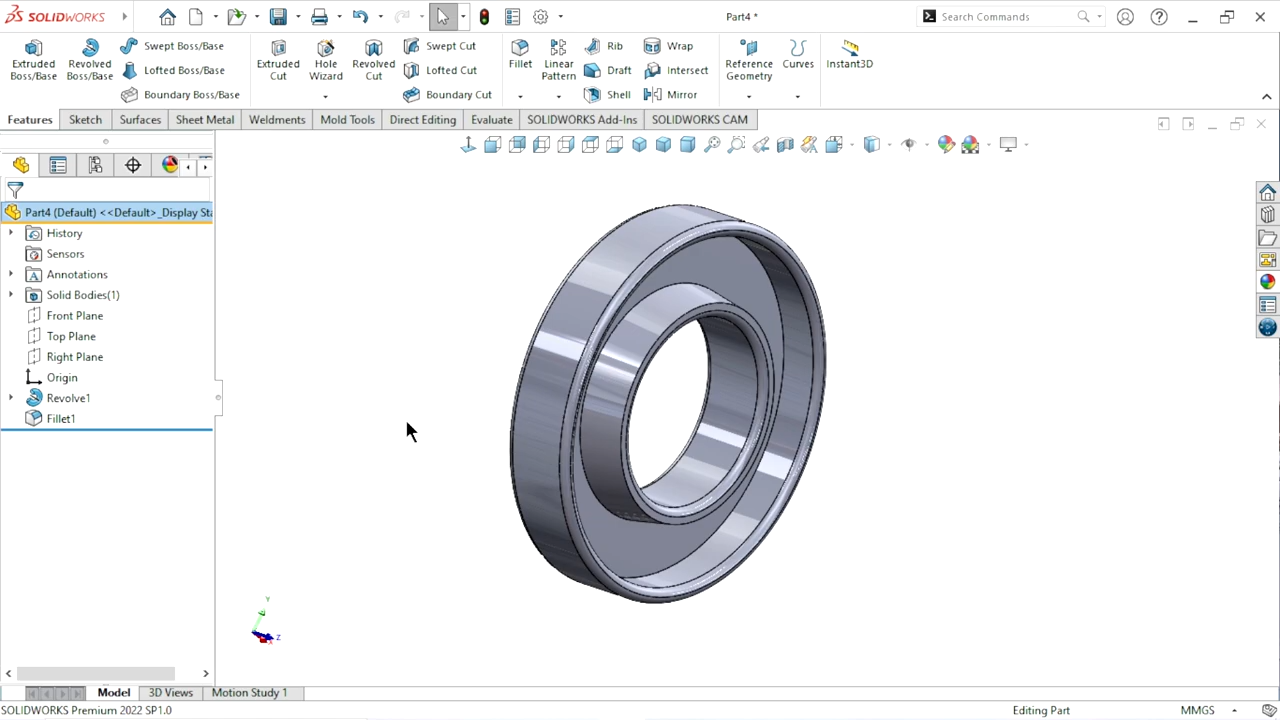 SOLIDWORKS
Part4 *
Search Commands
Extruded Boss/Base
Revolved Boss/Base
Swept Boss/Base
Lofted Boss/Base
Boundary Boss/Base
Extruded Cut
Hole Wizard
Revolved Cut
Swept Cut
Lofted Cut
Boundary Cut
Fillet
Linear Pattern
Rib
Draft
Shell
Wrap
Intersect
Mirror
Reference Geometry
Curves
Instant3D
Features
Sketch
Surfaces
Sheet Metal
Weldments
Mold Tools
Direct Editing
Evaluate
SOLIDWORKS Add-Ins
SOLIDWORKS CAM
Part4 (Default) <<Default>_Display Sta
History
Sensors
Annotations
Solid Bodies(1)
Front Plane
Top Plane
Right Plane
Origin
Revolve1
Fillet1
Y
Z
X
Model
3D Views
Motion Study 1
SOLIDWORKS Premium 2022 SP1.0
Editing Part
MMGS